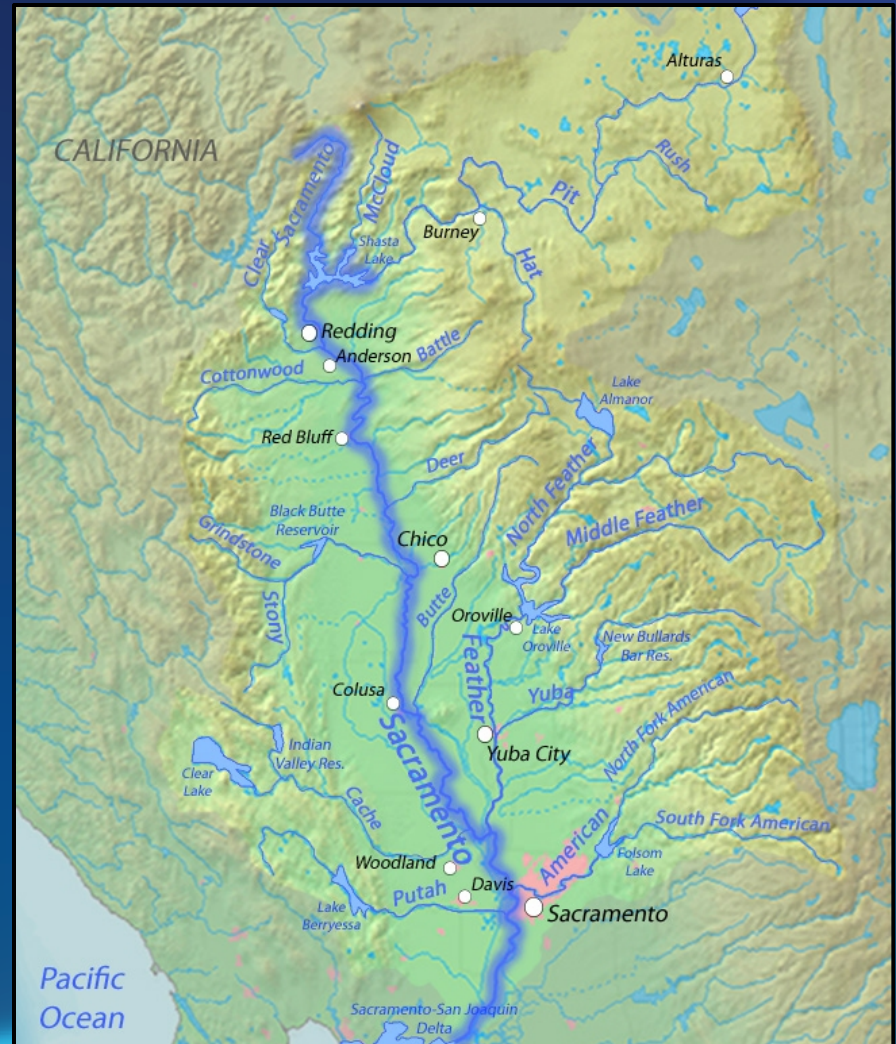 Alturas
CALIFORNIA
Sacramento
McCloud
Rush
Pit
Burney
Clear
Shasta
Lake
Hat
Redding
Battle
Anderson
Cottonwood
Lake
Almanor
Red Bluff
Deer
North Feather
Black Butte
Reservoir
Middle Feather
Grindstone
Chico
Stony
Butte
Oroville
Lake
Oroville
New Bullards
Bar Res.
Feather
Colusa
Yuba
North Fork American
Sacramento
Yuba City
Indian
Valley Res.
Clear
Lake
Cache
American
South Fork American
Woodland
Folsom
Lake
Davis
Putah
Lake
Berryessa
Sacramento
Pacific
Ocean
Sacramento-San Joaquin
Delta